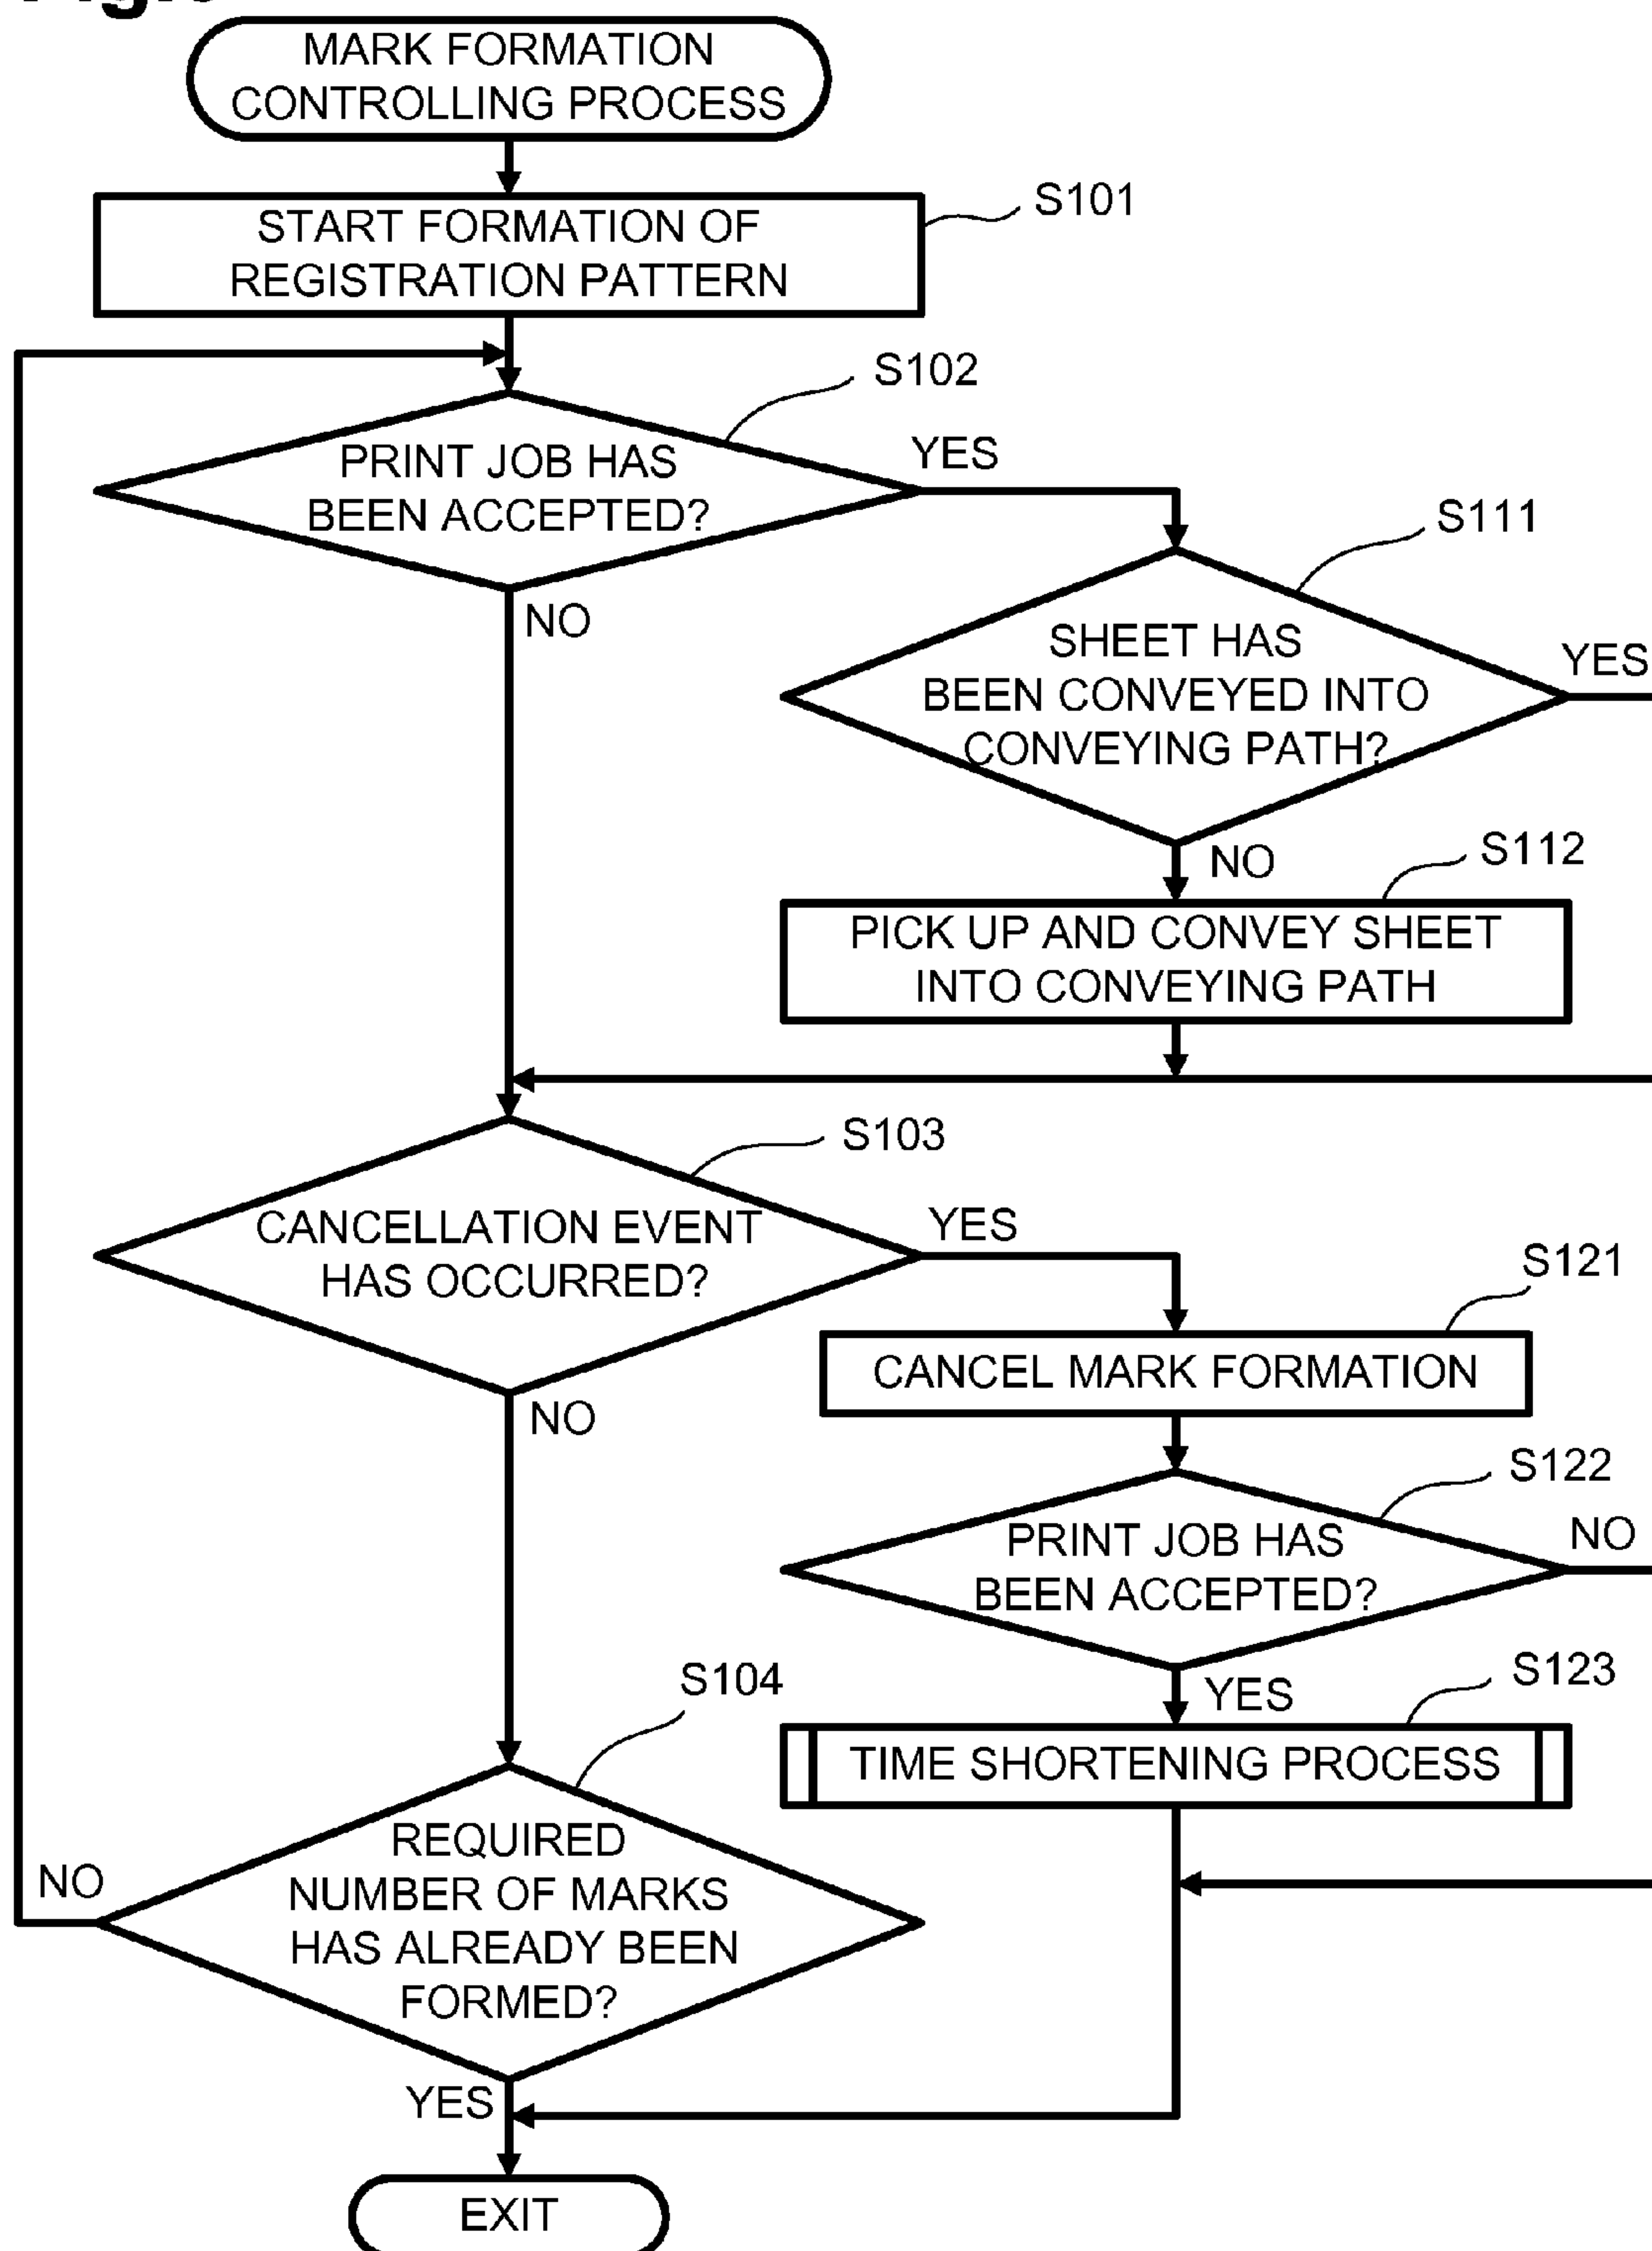 MARK FORMATION
CONTROLLING PROCESS
START FORMATION OF
REGISTRATION PATTERN
S101
S102
PRINT JOB HAS
BEEN ACCEPTED?
YES
NO
S111
SHEET HAS
BEEN CONVEYED INTO
CONVEYING PATH?
YES
NO
S112
PICK UP AND CONVEY SHEET
INTO CONVEYING PATH
S103
CANCELLATION EVENT
HAS OCCURRED?
YES
NO
S121
CANCEL MARK FORMATION
S122
PRINT JOB HAS
BEEN ACCEPTED?
NO
YES
S123
TIME SHORTENING PROCESS
S104
REQUIRED
NUMBER OF MARKS
HAS ALREADY BEEN
FORMED?
NO
YES
EXIT